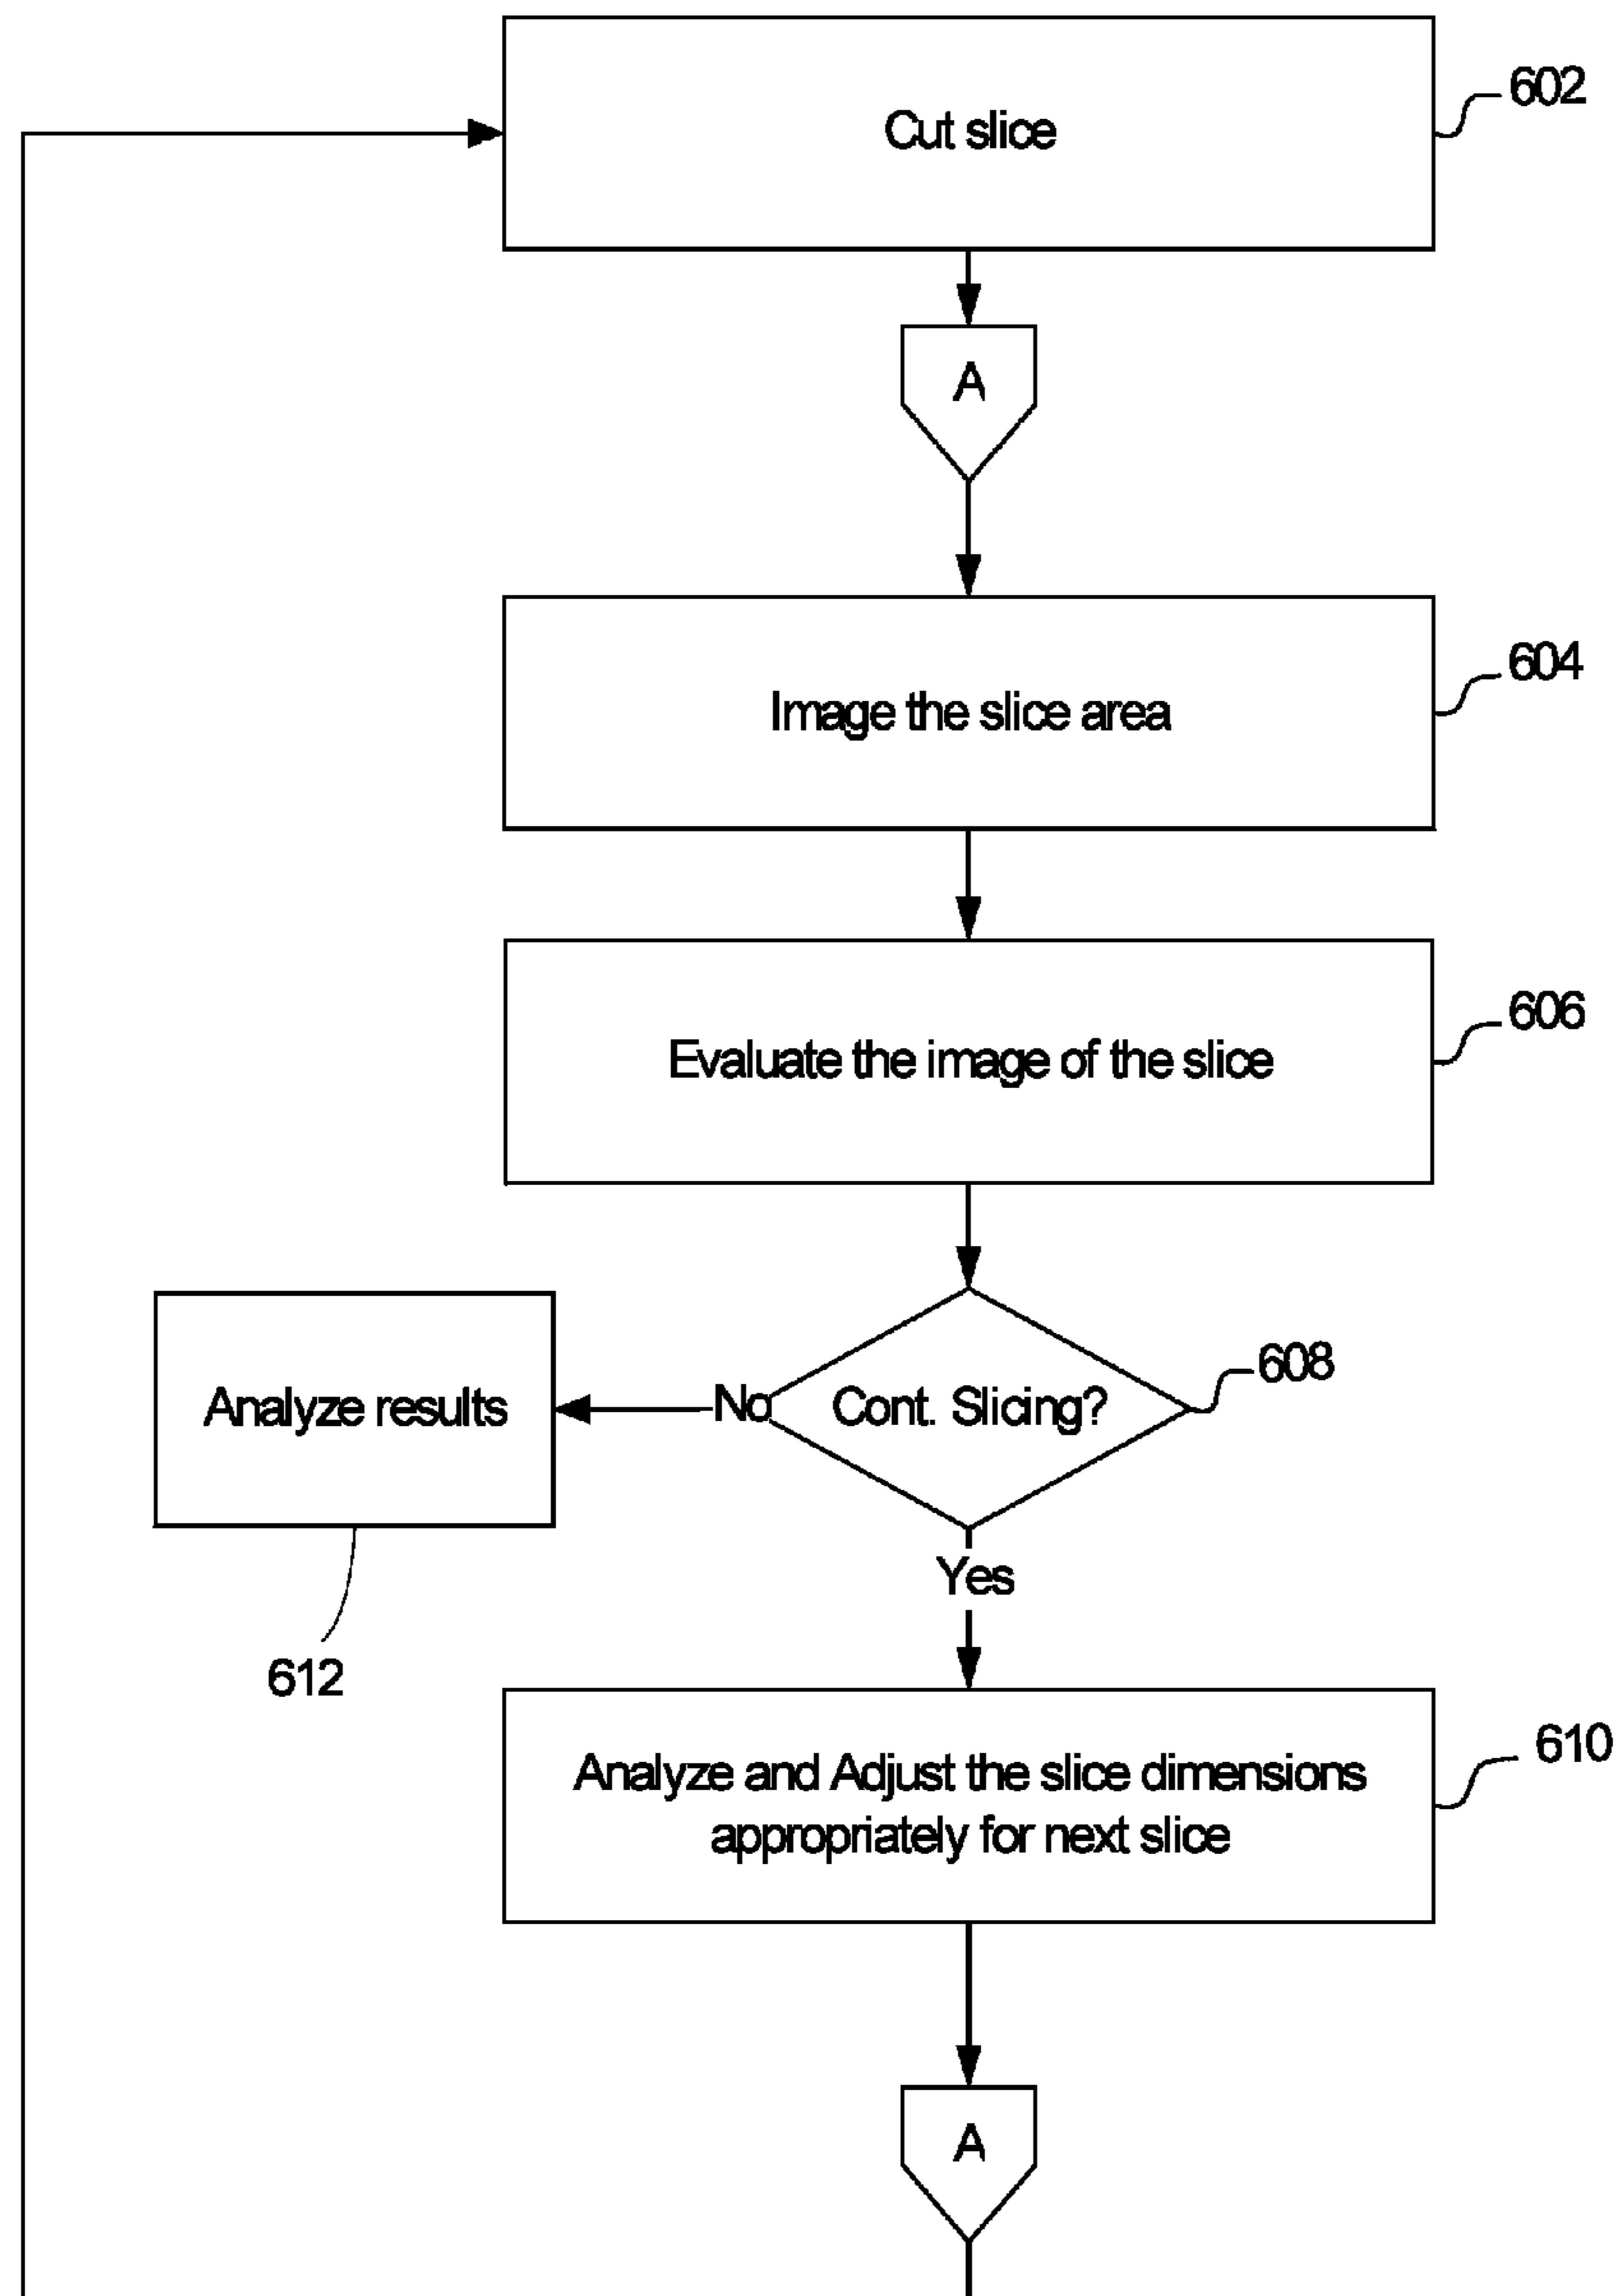 Cut slice
602
A
Image the slice area
604
Evaluate the image of the slice
606
Cont. Slicing?
608
No
Analyze results
612
Yes
Analyze and Adjust the slice dimensions
appropriately for next slice
610
A